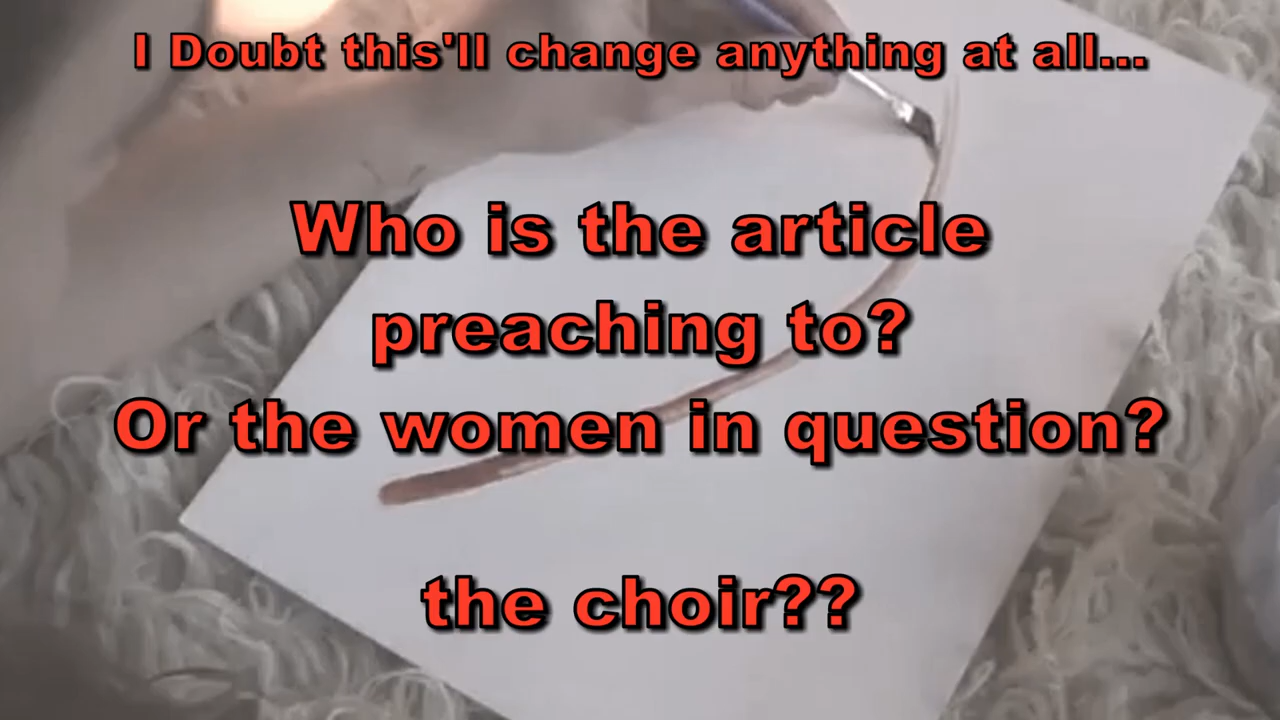 I Doubt this'll change anything at all...
Who is the article
preaching to?
Or the women in question?
the choir??